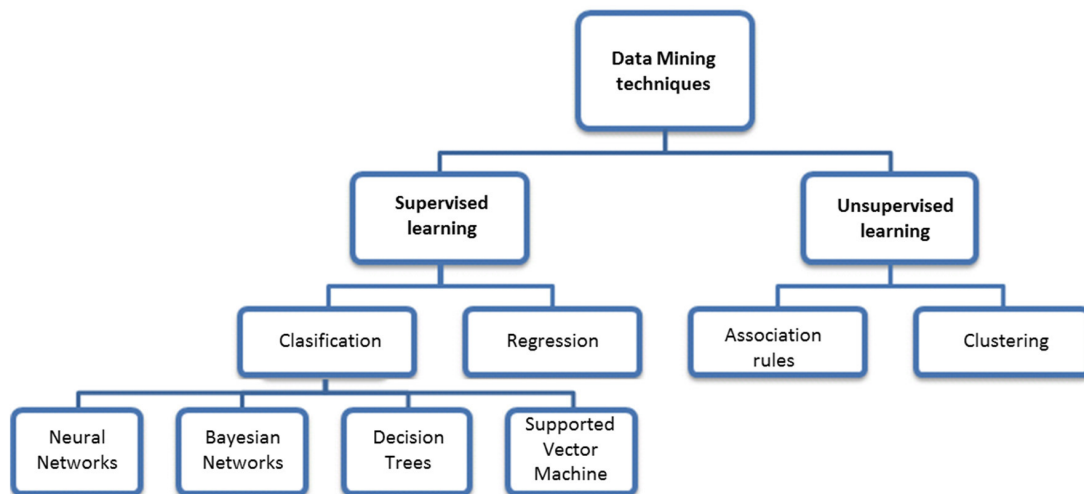 Data Mining
techniques
Supervised
learning
Unsupervised
learning
Clasification
Regression
Association
rules
Clustering
Neural
Networks
Bayesian
Networks
Decision
Trees
Supported
Vector
Machine